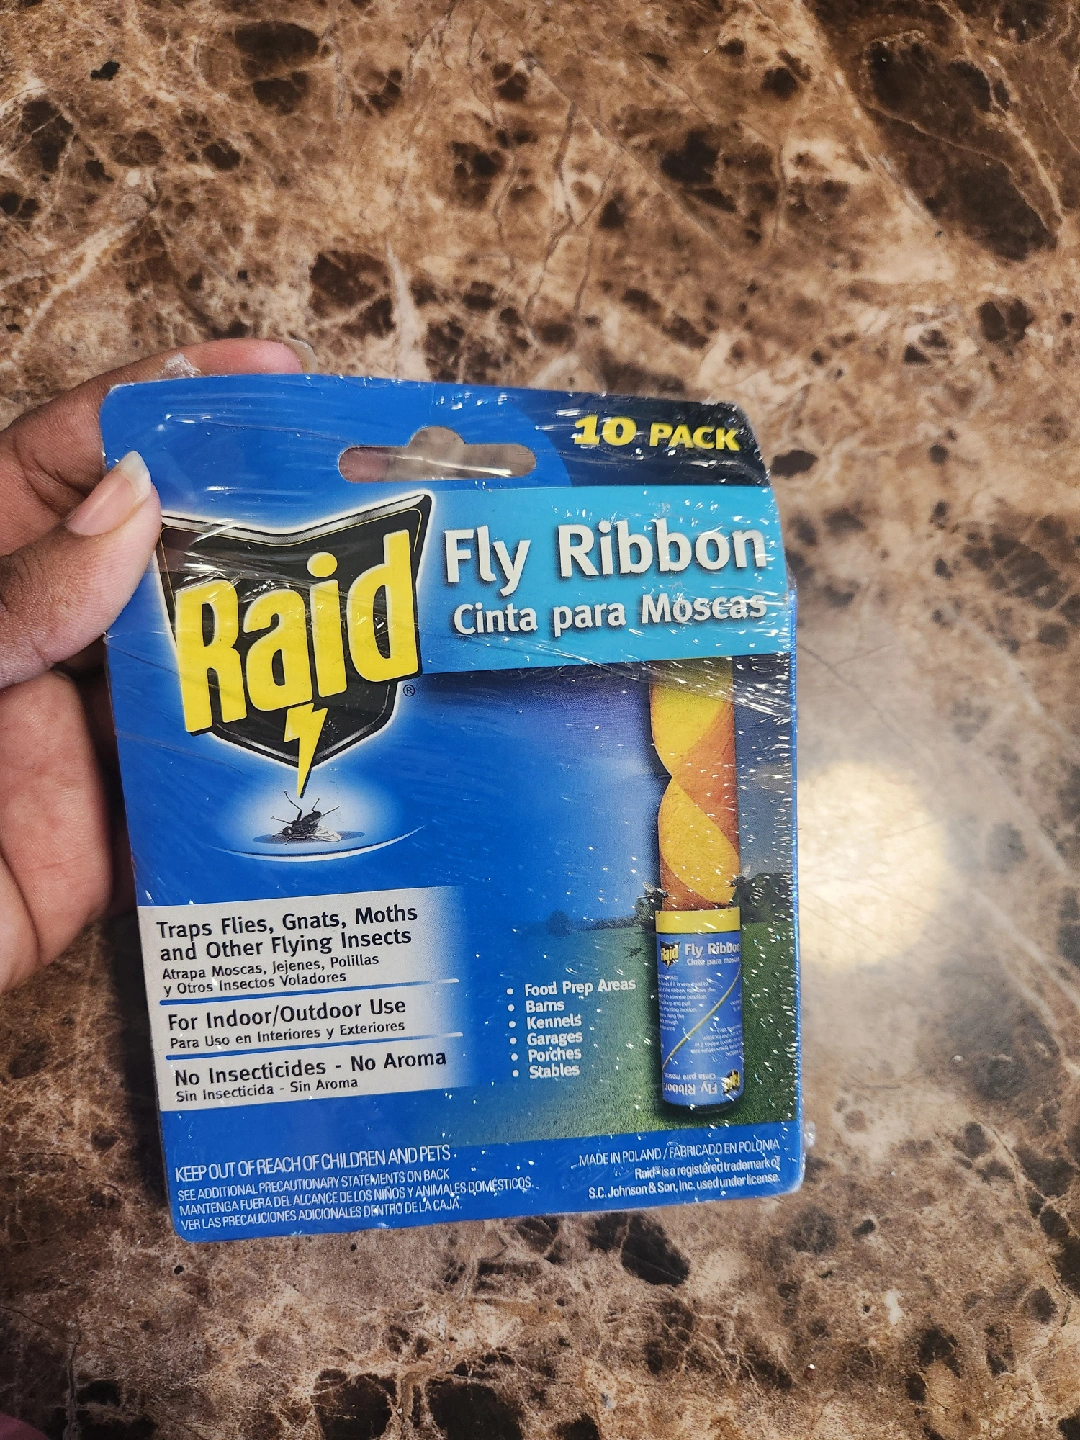 10 PACK
Raid®
Fly Ribbon
Cinta para Moscas
Traps Flies, Gnats, Moths
and Other Flying Insects
Atrapa Moscas, Jejenes, Polillas
y Otros Insectos Voladores
For Indoor/Outdoor Use
Para Uso en Interiores y Exteriores
No Insecticides - No Aroma
Sin Insecticida - Sin Aroma
• Food Prep Areas
• Barns
• Kennels
• Garages
• Porches
• Stables
Raid Fly Ribbon
Cinta para moscas
Fly Ribbon
KEEP OUT OF REACH OF CHILDREN AND PETS.
SEE ADDITIONAL PRECAUTIONARY STATEMENTS ON BACK
MANTENGA FUERA DEL ALCANCE DE LOS NIÑOS Y ANIMALES DOMÉSTICOS.
VER LAS PRECAUCIONES ADICIONALES DENTRO DE LA CAJA.
MADE IN POLAND / FABRICADO EN POLONIA
Raid® is a registered trademark of
S.C. Johnson & Son, Inc. used under license.